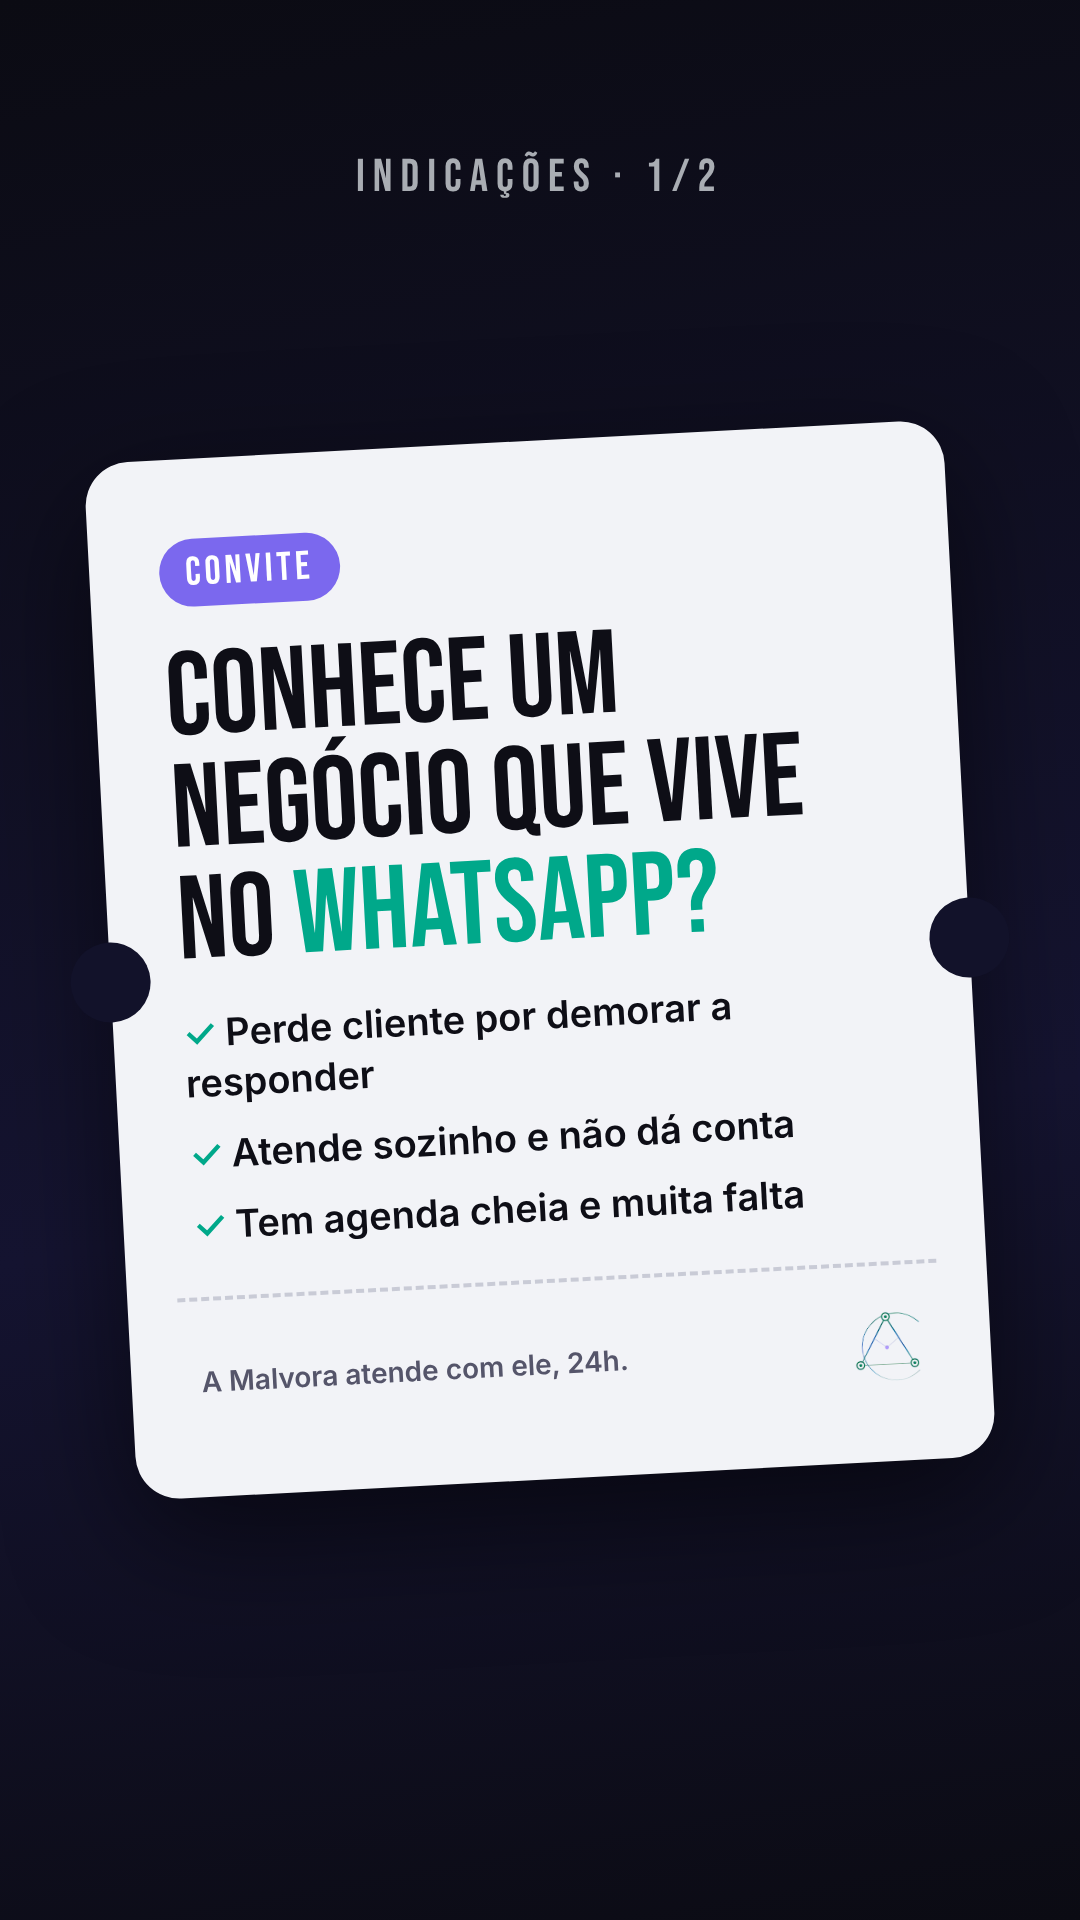 INDICAÇÕES · 1/2
CONVITE
CONHECE UM
NEGÓCIO QUE VIVE
NO WHATSAPP?
✓ Perde cliente por demorar a
responder
✓ Atende sozinho e não dá conta
✓ Tem agenda cheia e muita falta
A Malvora atende com ele, 24h.